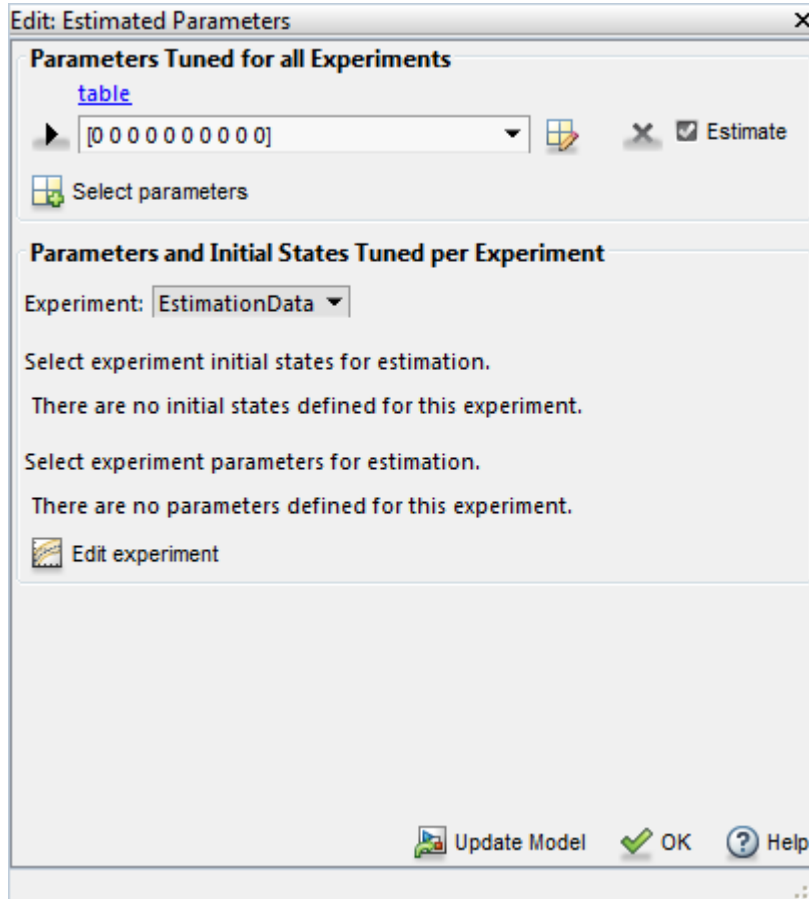 Edit: Estimated Parameters
Parameters Tuned for all Experiments
table
[0 0 0 0 0 0 0 0 0 0] Estimate
Select parameters
Parameters and Initial States Tuned per Experiment
Experiment: EstimationData
Select experiment initial states for estimation.
There are no initial states defined for this experiment.
Select experiment parameters for estimation.
There are no parameters defined for this experiment.
Edit experiment
Update Model OK Help